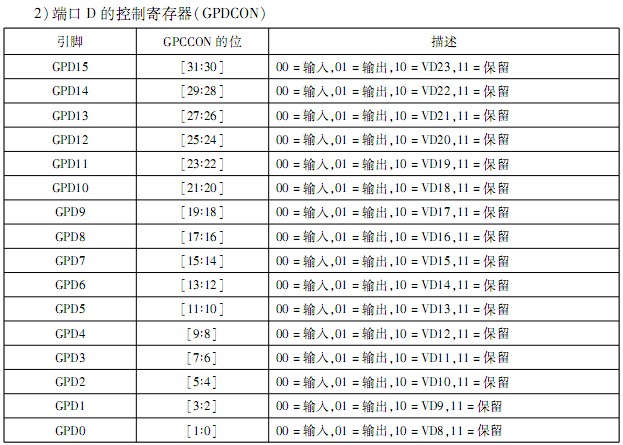 2)端口 D 的控制寄存器(GPDCON)
引脚 GPCCON 的位 描述
GPD15 [31:30] 00=输入,01=输出,10=VD23,11=保留
GPD14 [29:28] 00=输入,01=输出,10=VD22,11=保留
GPD13 [27:26] 00=输入,01=输出,10=VD21,11=保留
GPD12 [25:24] 00=输入,01=输出,10=VD20,11=保留
GPD11 [23:22] 00=输入,01=输出,10=VD19,11=保留
GPD10 [21:20] 00=输入,01=输出,10=VD18,11=保留
GPD9 [19:18] 00=输入,01=输出,10=VD17,11=保留
GPD8 [17:16] 00=输入,01=输出,10=VD16,11=保留
GPD7 [15:14] 00=输入,01=输出,10=VD15,11=保留
GPD6 [13:12] 00=输入,01=输出,10=VD14,11=保留
GPD5 [11:10] 00=输入,01=输出,10=VD13,11=保留
GPD4 [9:8] 00=输入,01=输出,10=VD12,11=保留
GPD3 [7:6] 00=输入,01=输出,10=VD11,11=保留
GPD2 [5:4] 00=输入,01=输出,10=VD10,11=保留
GPD1 [3:2] 00=输入,01=输出,10=VD9,11=保留
GPD0 [1:0] 00=输入,01=输出,10=VD8,11=保留